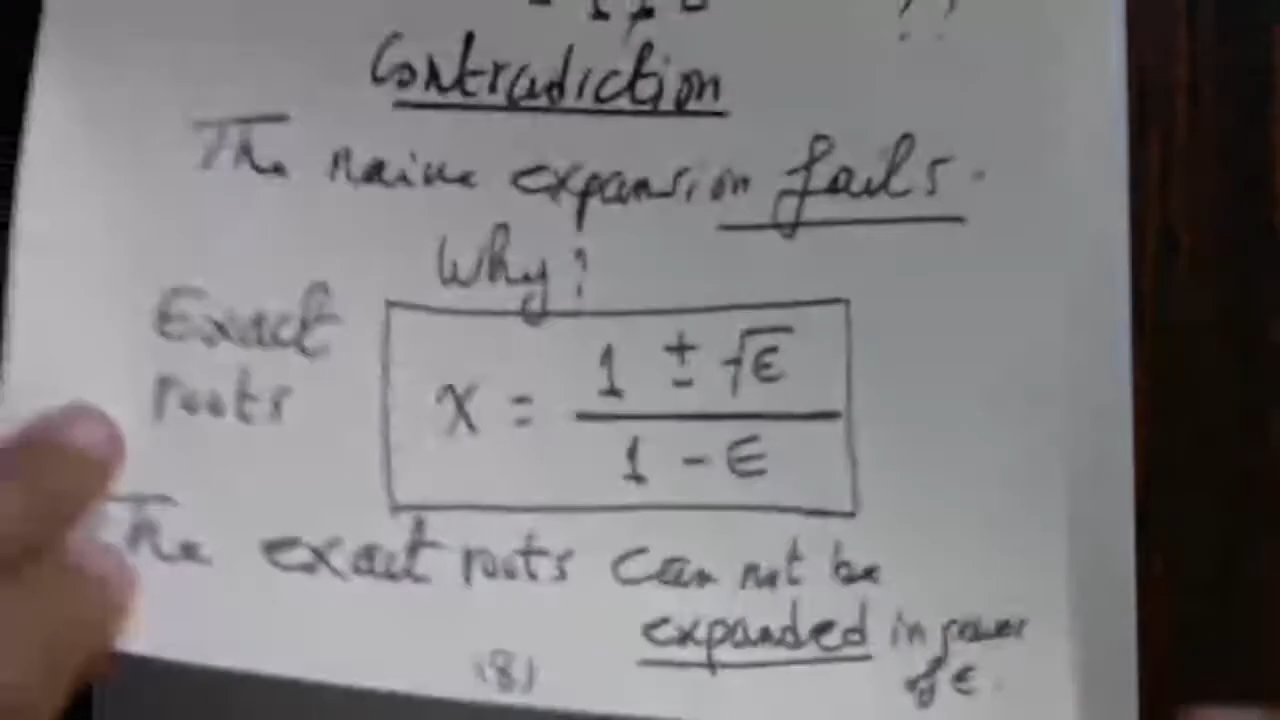 Contradiction
The naive expansion fails.
Why?
Exact
roots
x = 1 ± √ε / 1 - ε
The exact roots can not be
expanded in power
of ε.
(8)